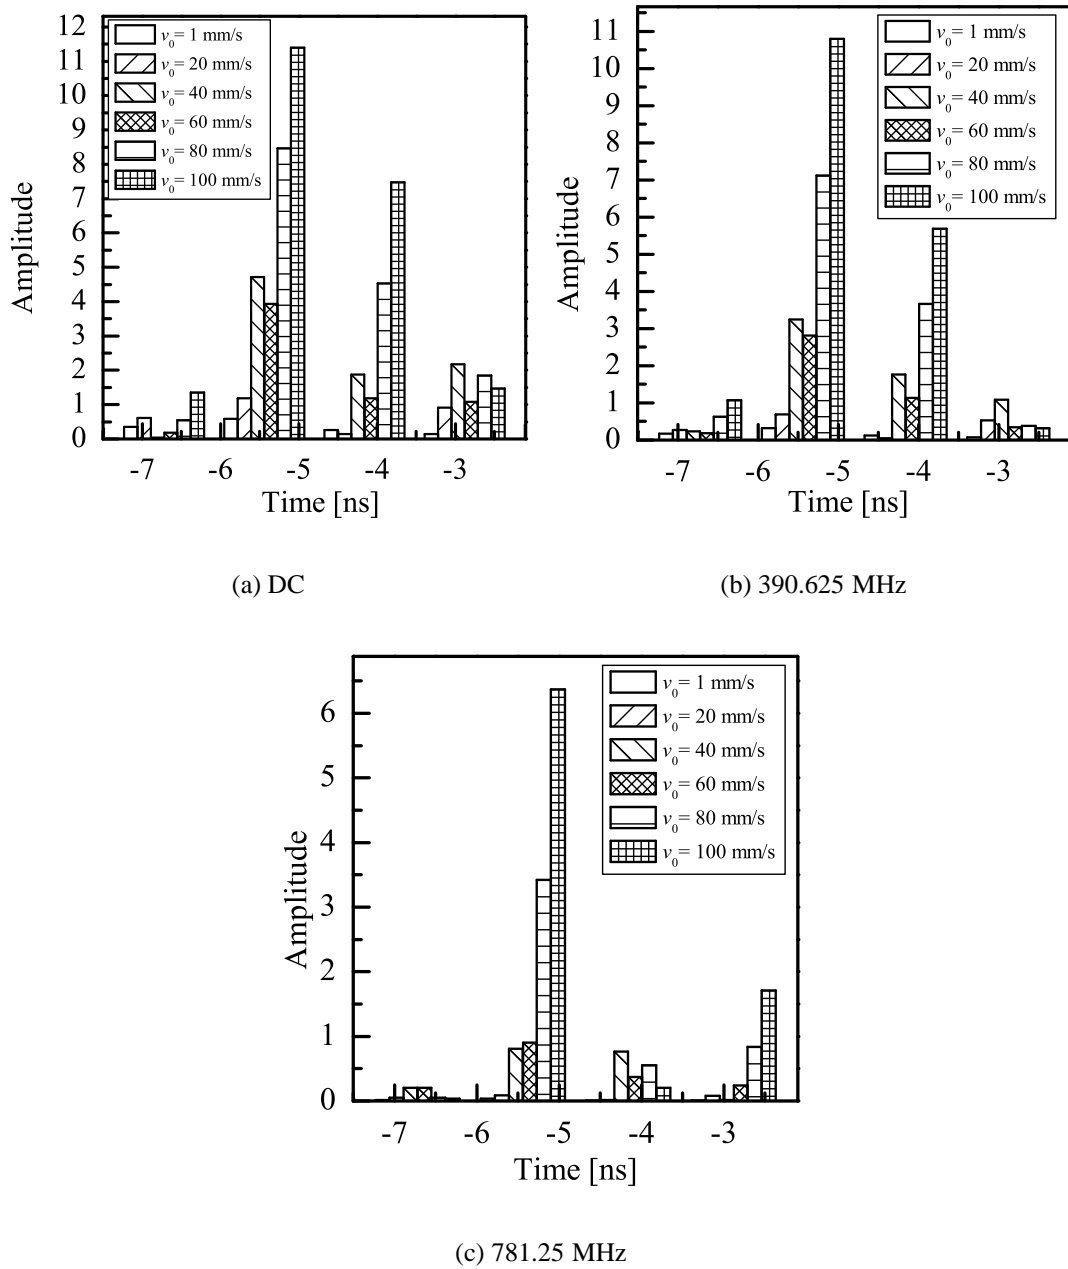 12
11
10
9
8
7
6
5
4
3
2
1
0
Amplitude
v0= 1 mm/s
v0= 20 mm/s
v0= 40 mm/s
v0= 60 mm/s
v0= 80 mm/s
v0= 100 mm/s
-7 -6 -5 -4 -3
Time [ns]
(a) DC
11
10
9
8
7
6
5
4
3
2
1
0
Amplitude
v0= 1 mm/s
v0= 20 mm/s
v0= 40 mm/s
v0= 60 mm/s
v0= 80 mm/s
v0= 100 mm/s
-7 -6 -5 -4 -3
Time [ns]
(b) 390.625 MHz
6
5
4
3
2
1
0
Amplitude
v0= 1 mm/s
v0= 20 mm/s
v0= 40 mm/s
v0= 60 mm/s
v0= 80 mm/s
v0= 100 mm/s
-7 -6 -5 -4 -3
Time [ns]
(c) 781.25 MHz